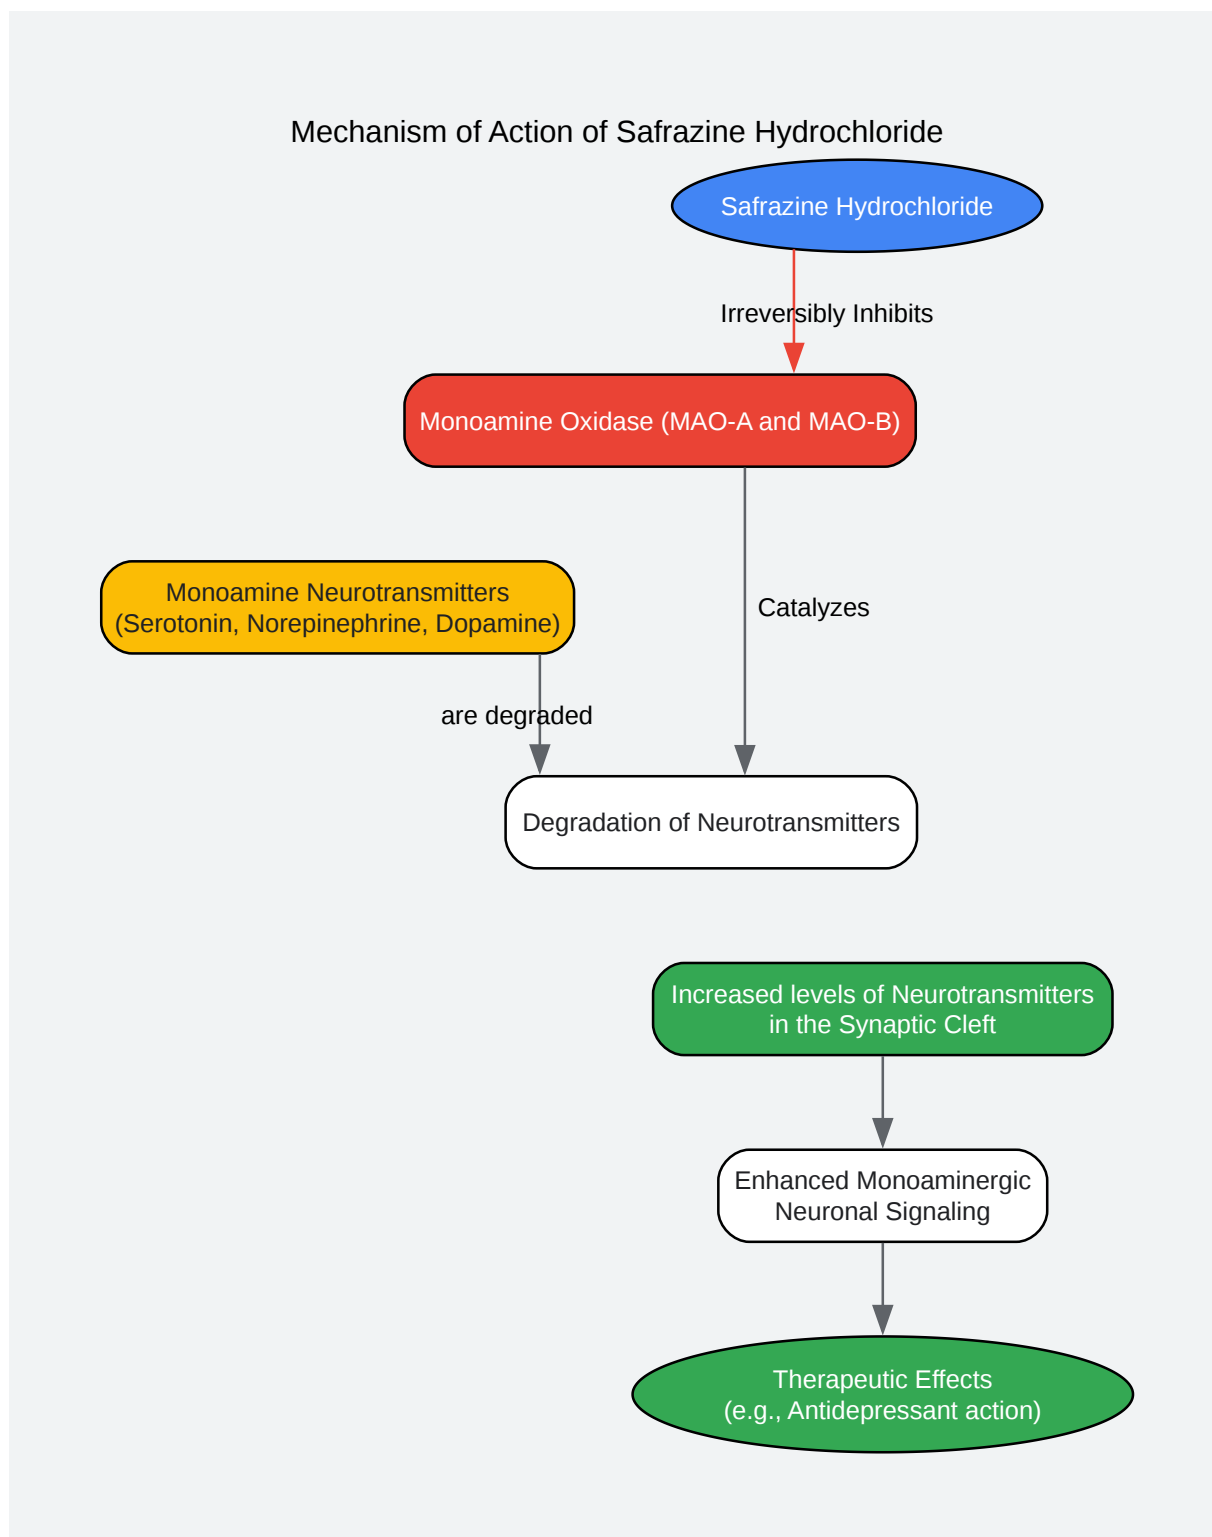 Mechanism of Action of Safrazine Hydrochloride
Safrazine Hydrochloride
Irreversibly Inhibits
Monoamine Oxidase (MAO-A and MAO-B)
Monoamine Neurotransmitters
(Serotonin, Norepinephrine, Dopamine)
Catalyzes
are degraded
Degradation of Neurotransmitters
Increased levels of Neurotransmitters
in the Synaptic Cleft
Enhanced Monoaminergic
Neuronal Signaling
Therapeutic Effects
(e.g., Antidepressant action)